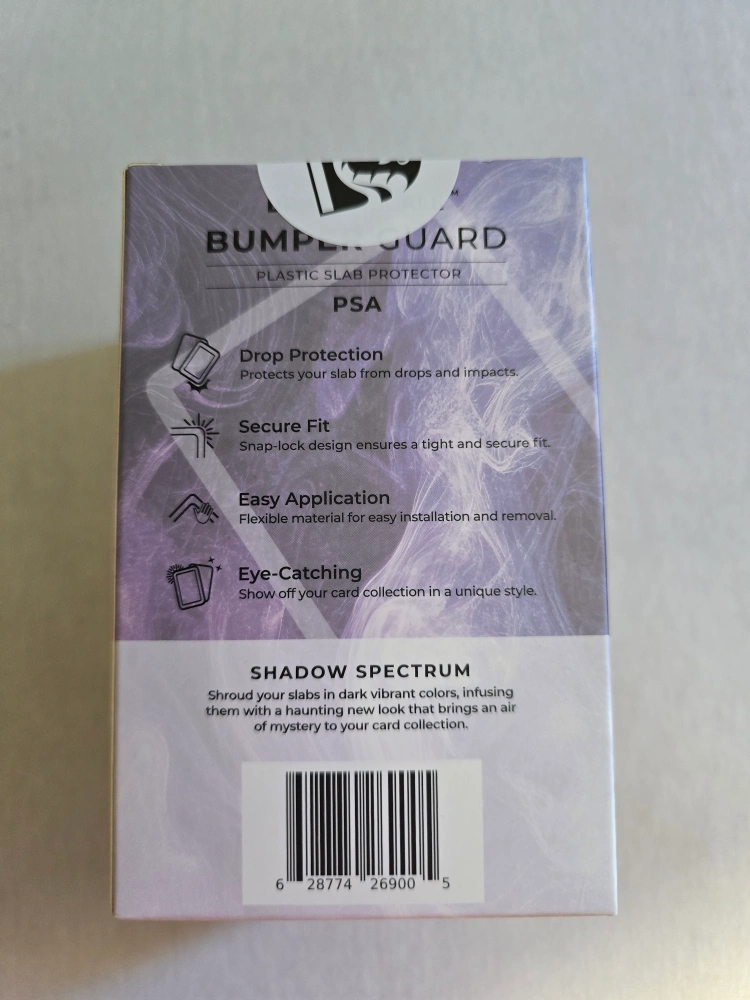 ™
BUMPER GUARD
PLASTIC SLAB PROTECTOR
PSA
Drop Protection
Protects your slab from drops and impacts.
Secure Fit
Snap-lock design ensures a tight and secure fit.
Easy Application
Flexible material for easy installation and removal.
Eye-Catching
Show off your card collection in a unique style.
SHADOW SPECTRUM
Shroud your slabs in dark vibrant colors, infusing
them with a haunting new look that brings an air
of mystery to your card collection.
6 28774 26900 5